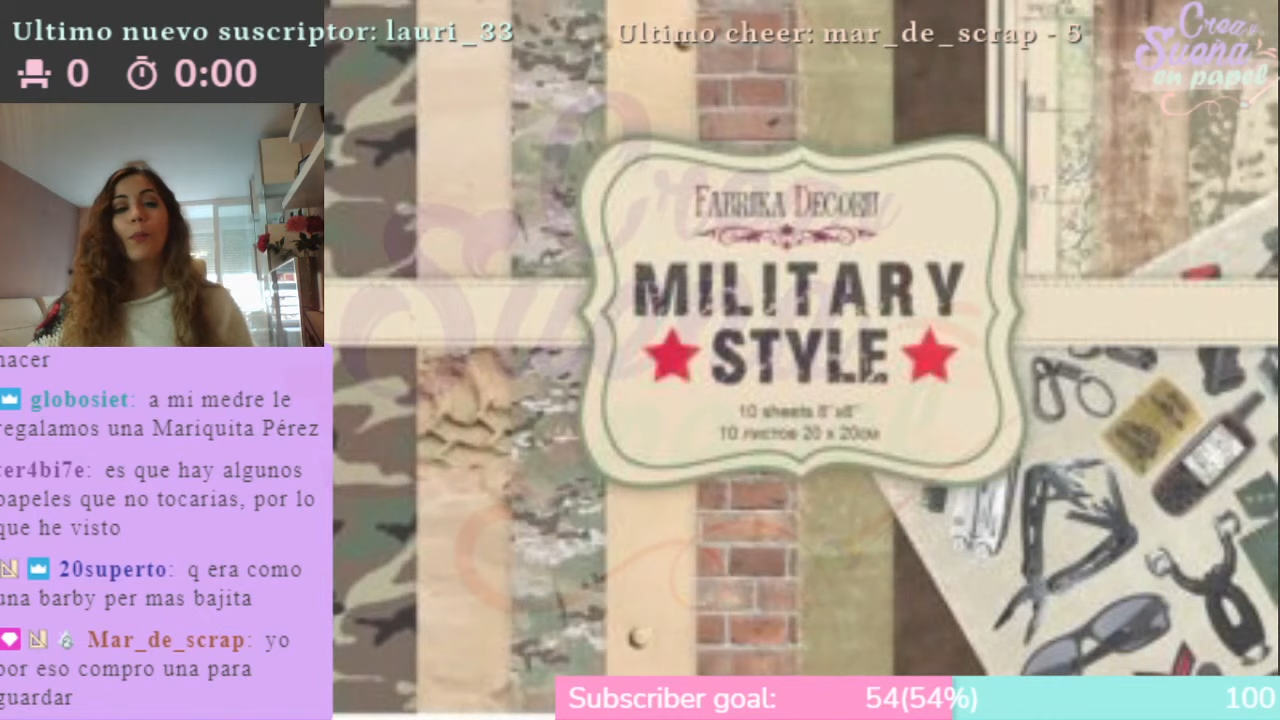 Ultimo nuevo suscriptor: lauri_33
Ultimo cheer: mar_de_scrap - 5
0 0:00
Crea y
Sueña
en papel
FABRIKA DECORU
MILITARY
STYLE
10 sheets 8"x8"
10 листов 20 x 20см
nacer
globosiet: a mi medre le
regalamos una Mariquita Pérez
ter4bi7e: es que hay algunos
papeles que no tocarias, por lo
que he visto
20superto: q era como
una barby per mas bajita
Mar_de_scrap: yo
por eso compro una para
guardar
Subscriber goal: 54(54%) 100